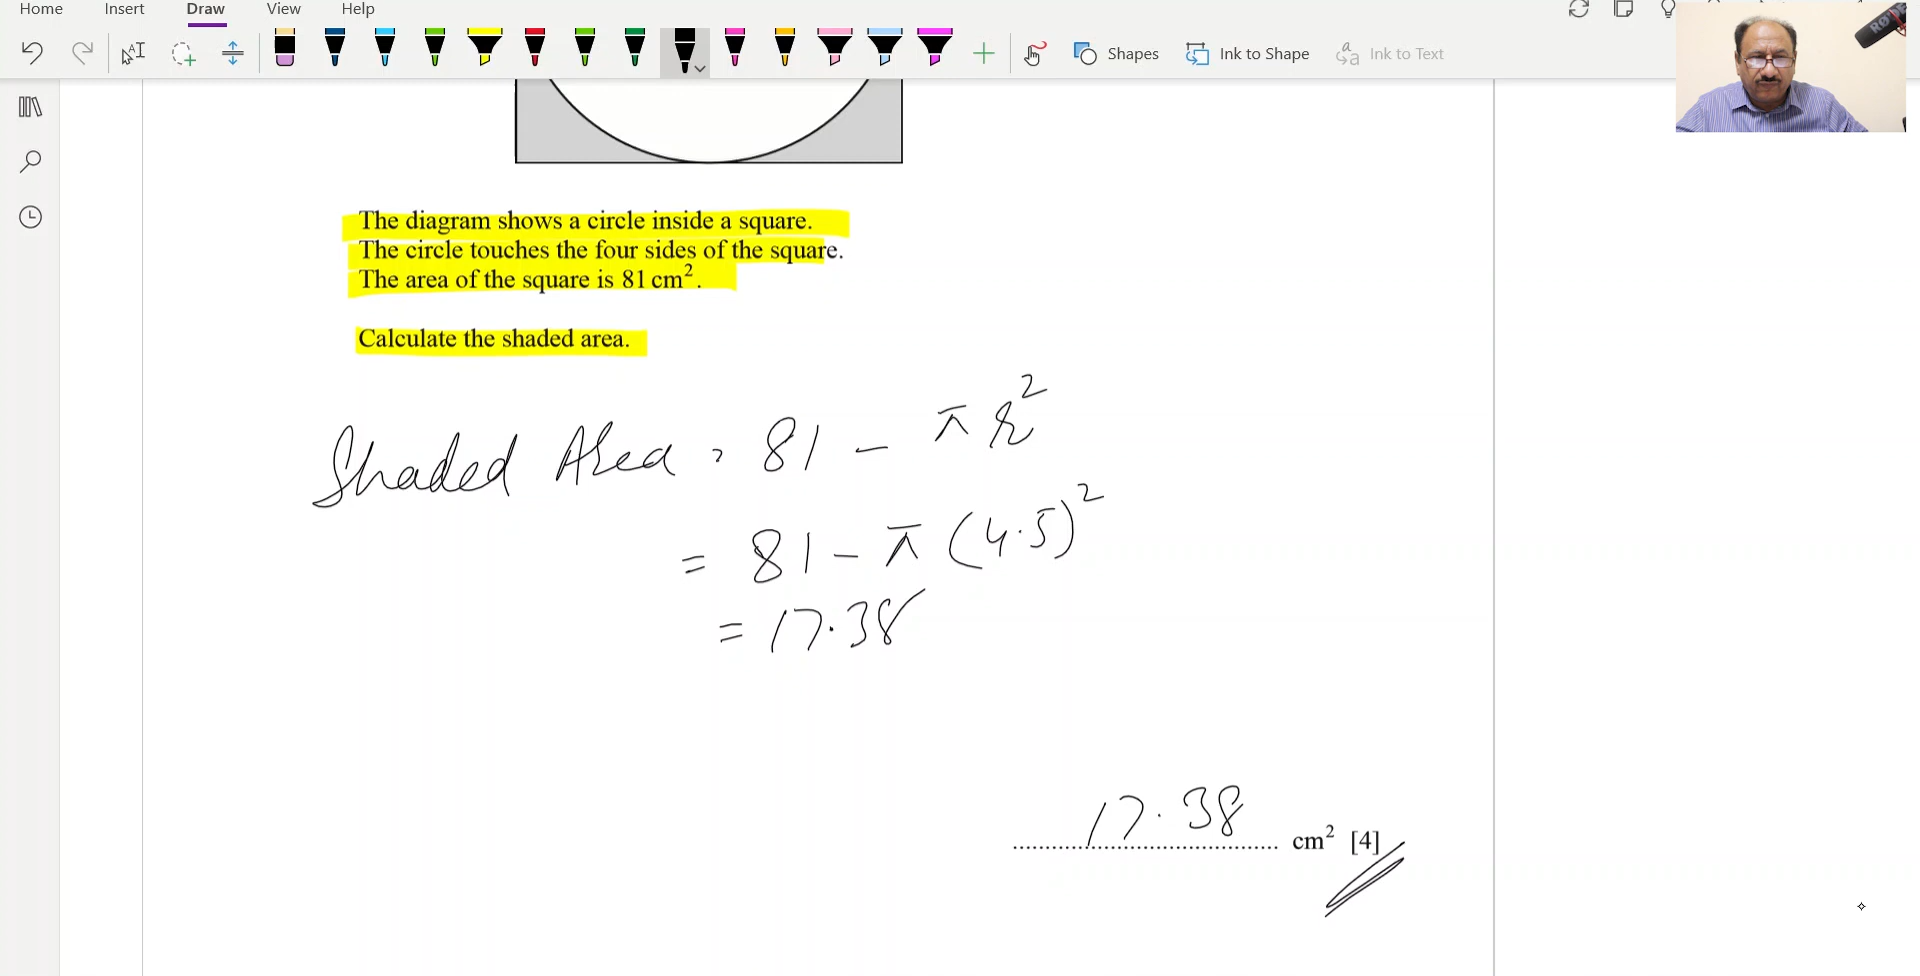 Home Insert Draw View Help
Shapes Ink to Shape Ink to Text
RØDE
The diagram shows a circle inside a square.
The circle touches the four sides of the square.
The area of the square is 81 cm².
Calculate the shaded area.
Shaded Area = 81 - π r²
= 81 - π (4.5)²
= 17.38
17.38
........................................ cm² [4]